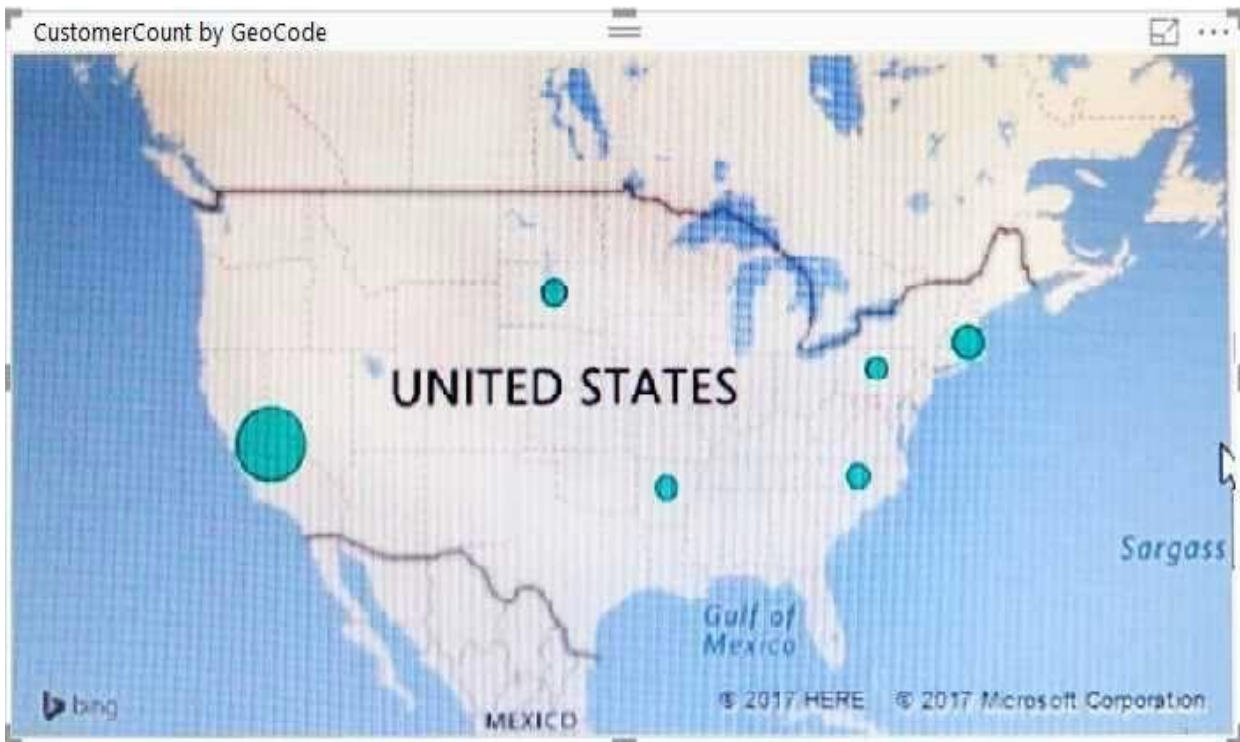 CustomerCount by GeoCode
UNITED STATES
Sargass
Gulf of
Mexico
bing
© 2017 HERE © 2017 Microsoft Corporation
MEXICO